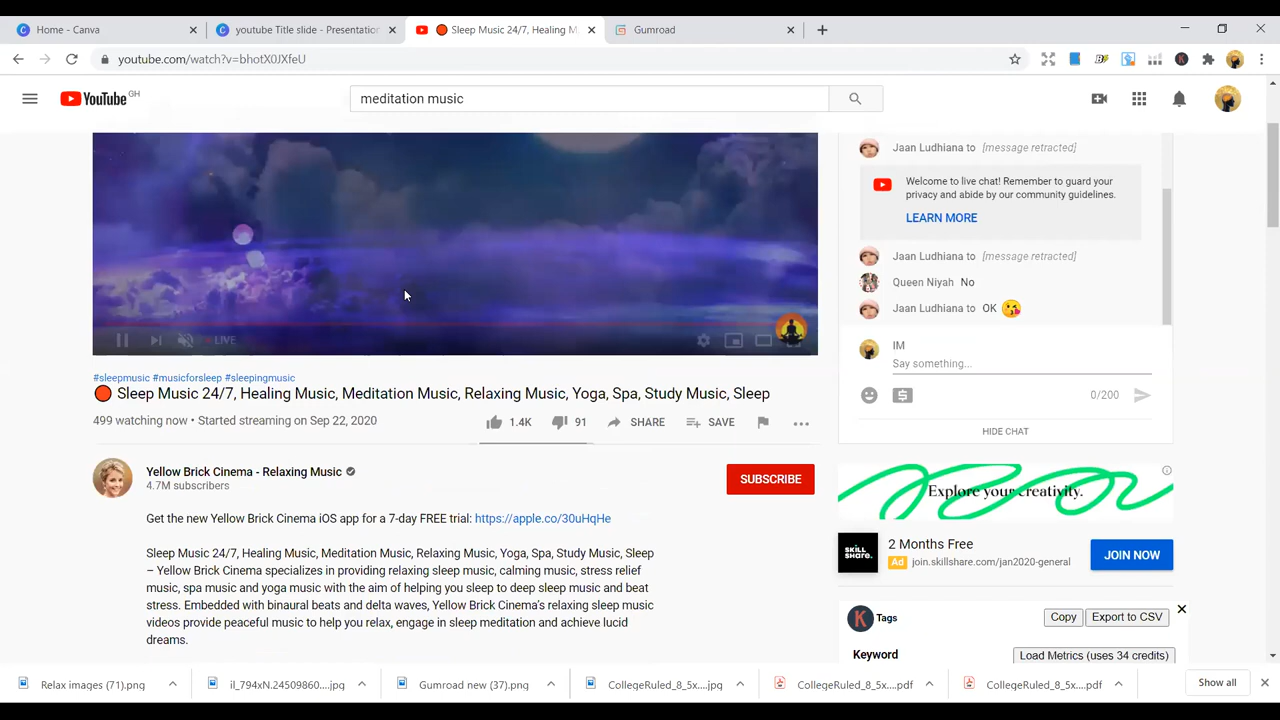 Home - Canva
youtube Title slide - Presentation
Sleep Music 24/7, Healing M
Gumroad
youtube.com/watch?v=bhotX0JXfeU
YouTube GH
meditation music
Jaan Ludhiana to [message retracted]
Welcome to live chat! Remember to guard your
privacy and abide by our community guidelines.
LEARN MORE
Jaan Ludhiana to [message retracted]
Queen Niyah No
Jaan Ludhiana to OK 😘
LIVE
IM
Say something...
0/200
HIDE CHAT
#sleepmusic #musicforsleep #sleepingmusic
Sleep Music 24/7, Healing Music, Meditation Music, Relaxing Music, Yoga, Spa, Study Music, Sleep
499 watching now • Started streaming on Sep 22, 2020
1.4K
91
SHARE
SAVE
Yellow Brick Cinema - Relaxing Music
4.7M subscribers
SUBSCRIBE
Get the new Yellow Brick Cinema iOS app for a 7-day FREE trial: https://apple.co/30uHqHe
Sleep Music 24/7, Healing Music, Meditation Music, Relaxing Music, Yoga, Spa, Study Music, Sleep
– Yellow Brick Cinema specializes in providing relaxing sleep music, calming music, stress relief
music, spa music and yoga music with the aim of helping you sleep to deep sleep music and beat
stress. Embedded with binaural beats and delta waves, Yellow Brick Cinema's relaxing sleep music
videos provide peaceful music to help you relax, engage in sleep meditation and achieve lucid
dreams.
Explore your creativity.
SKILL
SHARE.
2 Months Free
Ad join.skillshare.com/jan2020-general
JOIN NOW
K Tags
Copy
Export to CSV
Keyword
Load Metrics (uses 34 credits)
Relax images (71).png
il_794xN.24509860....jpg
Gumroad new (37).png
CollegeRuled_8_5x....jpg
CollegeRuled_8_5x....pdf
CollegeRuled_8_5x....pdf
Show all